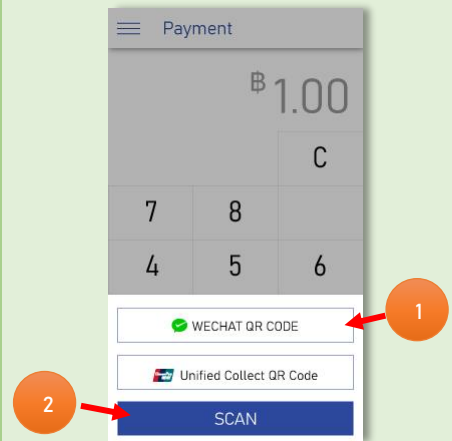 Payment
฿ 1.00
C
7 8
4 5 6
1
WECHAT QR CODE
Unified Collect QR Code
2
SCAN